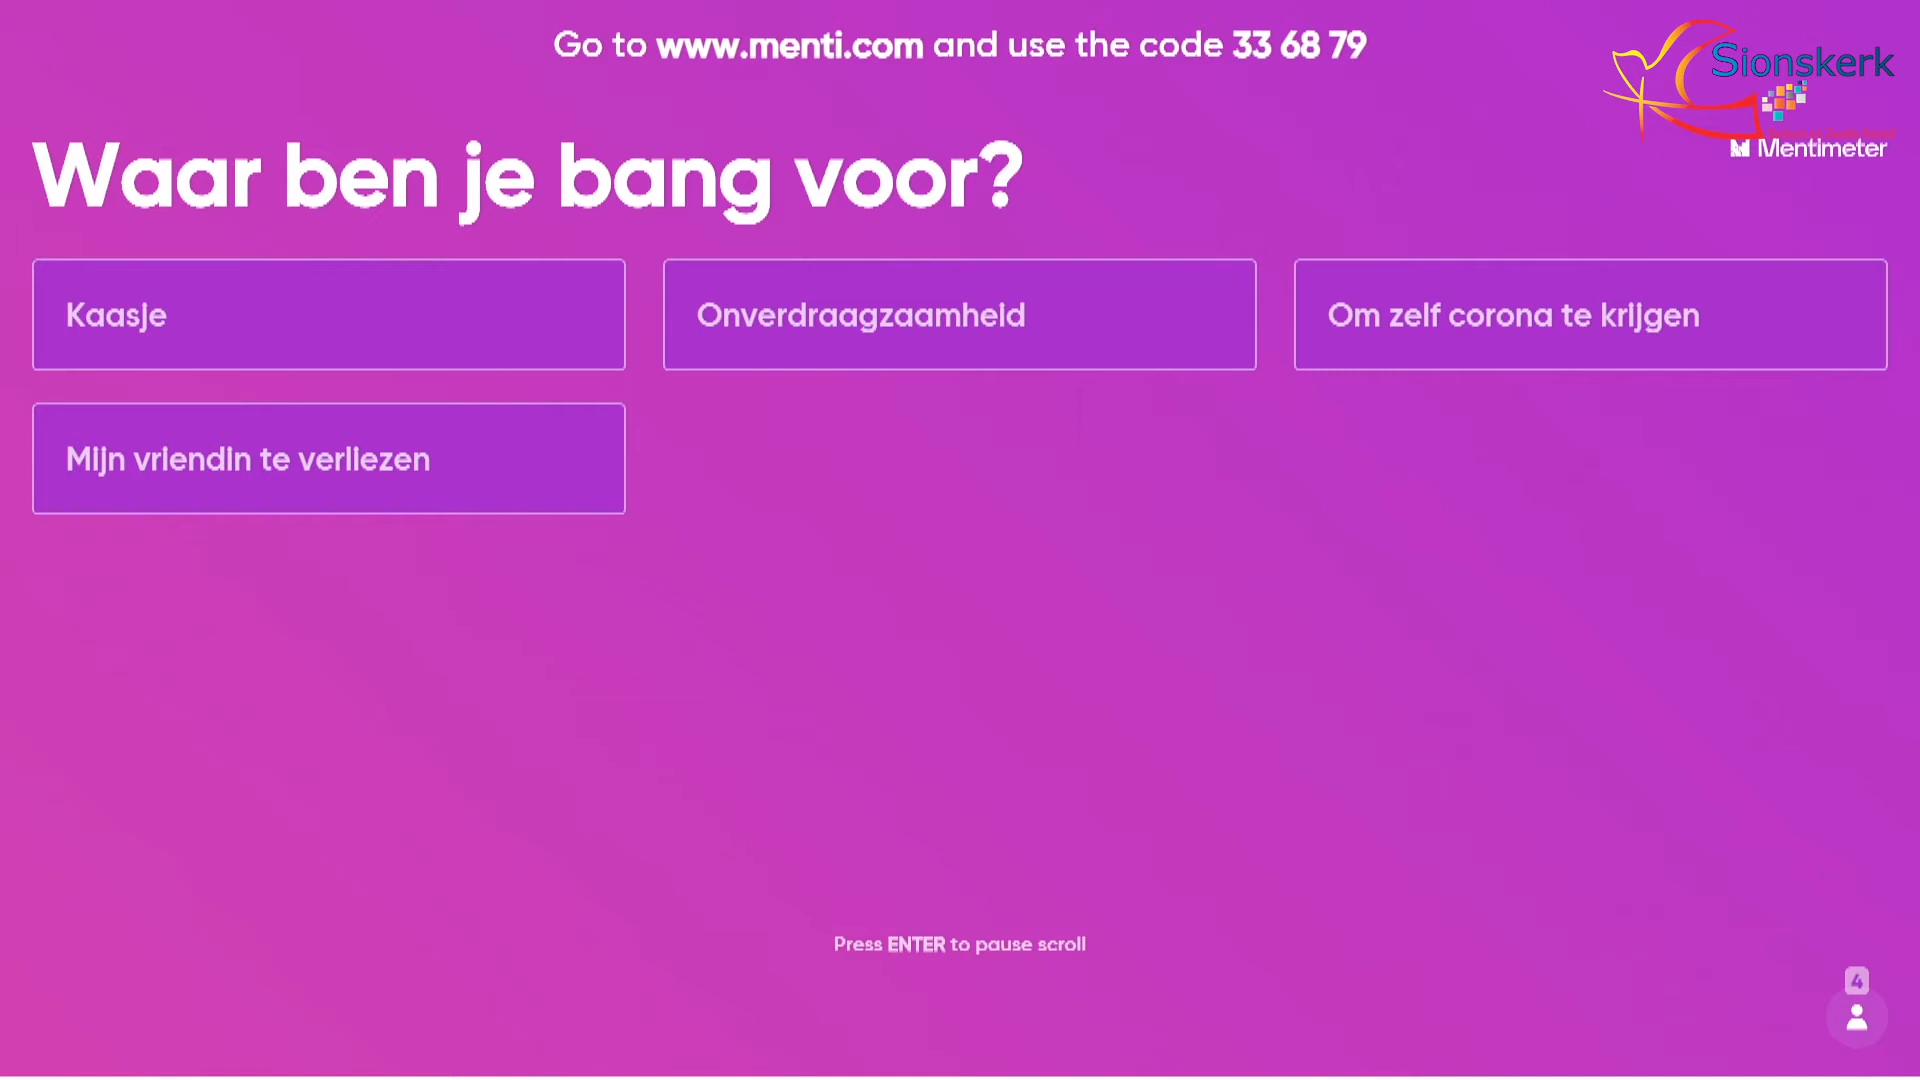 Go to www.menti.com and use the code 33 68 79
Sionskerk
Mentimeter
Waar ben je bang voor?
Kaasje
Onverdraagzaamheid
Om zelf corona te krijgen
Mijn vriendin te verliezen
Press ENTER to pause scroll
4